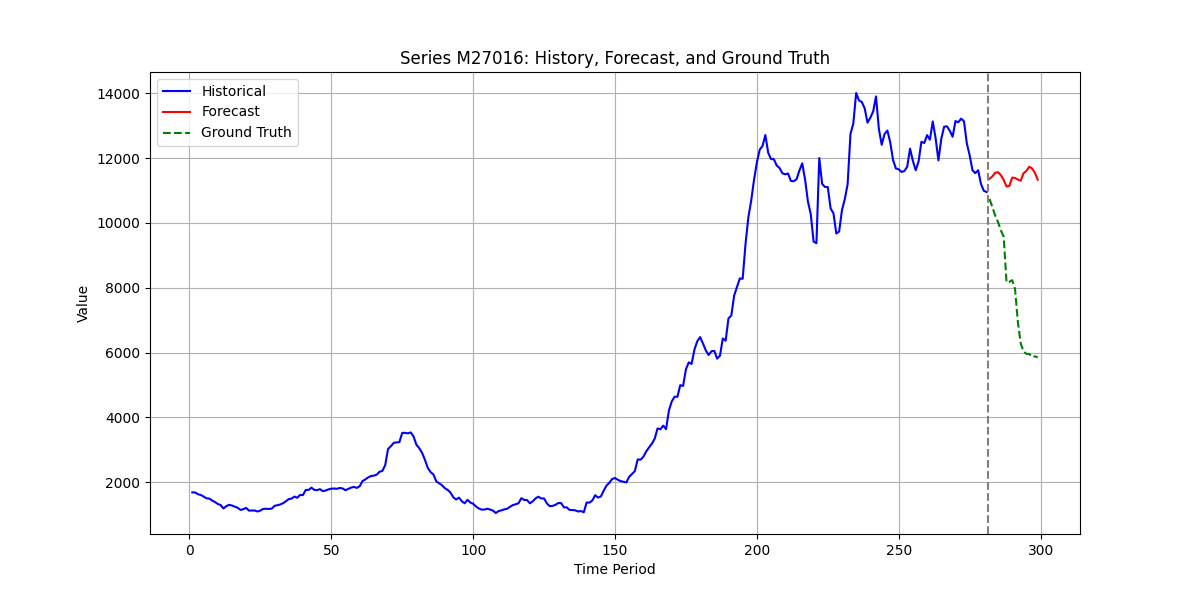 Series M27016: History, Forecast, and Ground Truth
Historical
Forecast
Ground Truth
14000
12000
10000
8000
6000
4000
2000
Value
0
50
100
150
200
250
300
Time Period